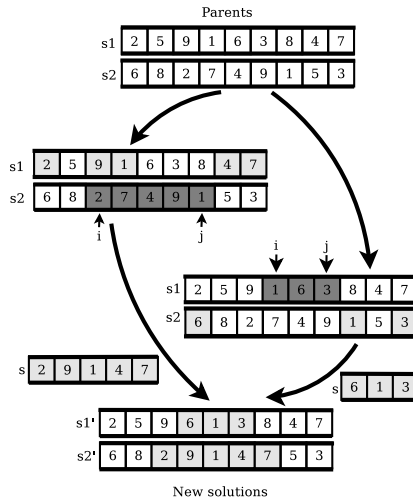 Parents
s1 2 5 9 1 6 3 8 4 7
s2 6 8 2 7 4 9 1 5 3
s1 2 5 9 1 6 3 8 4 7
s2 6 8 2 7 4 9 1 5 3
i j
i j
s1 2 5 9 1 6 3 8 4 7
s2 6 8 2 7 4 9 1 5 3
s 2 9 1 4 7
s 6 1 3
s1' 2 5 9 6 1 3 8 4 7
s2' 6 8 2 9 1 4 7 5 3
New solutions